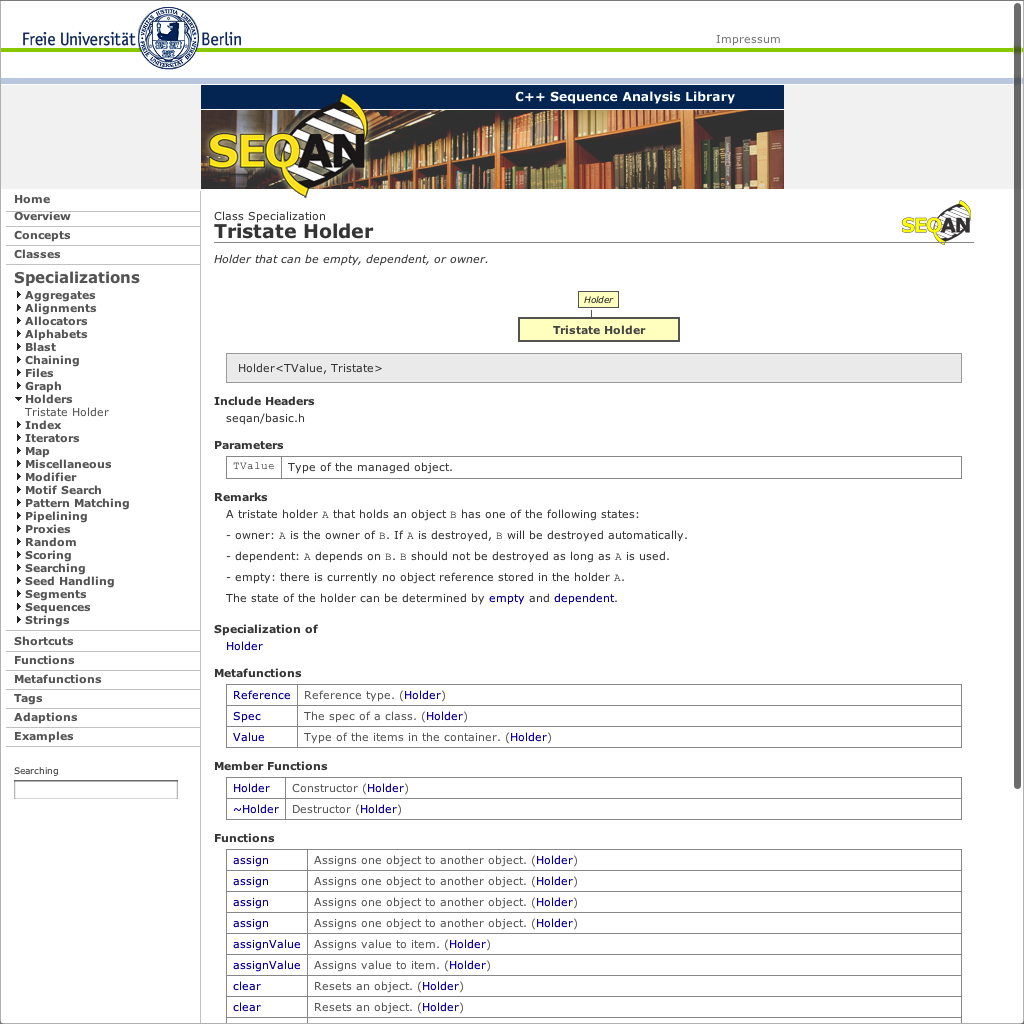 Freie Universität Berlin
Impressum
C++ Sequence Analysis Library
SEQAN
Home
Overview
Concepts
Classes
Specializations
Aggregates
Alignments
Allocators
Alphabets
Blast
Chaining
Files
Graph
Holders
Tristate Holder
Index
Iterators
Map
Miscellaneous
Modifier
Motif Search
Pattern Matching
Pipelining
Proxies
Random
Scoring
Searching
Seed Handling
Segments
Sequences
Strings
Shortcuts
Functions
Metafunctions
Tags
Adaptions
Examples
Searching
Class Specialization
Tristate Holder
SEQAN
Holder that can be empty, dependent, or owner.
Holder
Tristate Holder
Holder<TValue, Tristate>
Include Headers
seqan/basic.h
Parameters
TValue Type of the managed object.
Remarks
A tristate holder A that holds an object B has one of the following states:
- owner: A is the owner of B. If A is destroyed, B will be destroyed automatically.
- dependent: A depends on B. B should not be destroyed as long as A is used.
- empty: there is currently no object reference stored in the holder A.
The state of the holder can be determined by empty and dependent.
Specialization of
Holder
Metafunctions
Reference Reference type. (Holder)
Spec The spec of a class. (Holder)
Value Type of the items in the container. (Holder)
Member Functions
Holder Constructor (Holder)
~Holder Destructor (Holder)
Functions
assign Assigns one object to another object. (Holder)
assign Assigns one object to another object. (Holder)
assign Assigns one object to another object. (Holder)
assign Assigns one object to another object. (Holder)
assignValue Assigns value to item. (Holder)
assignValue Assigns value to item. (Holder)
clear Resets an object. (Holder)
clear Resets an object. (Holder)